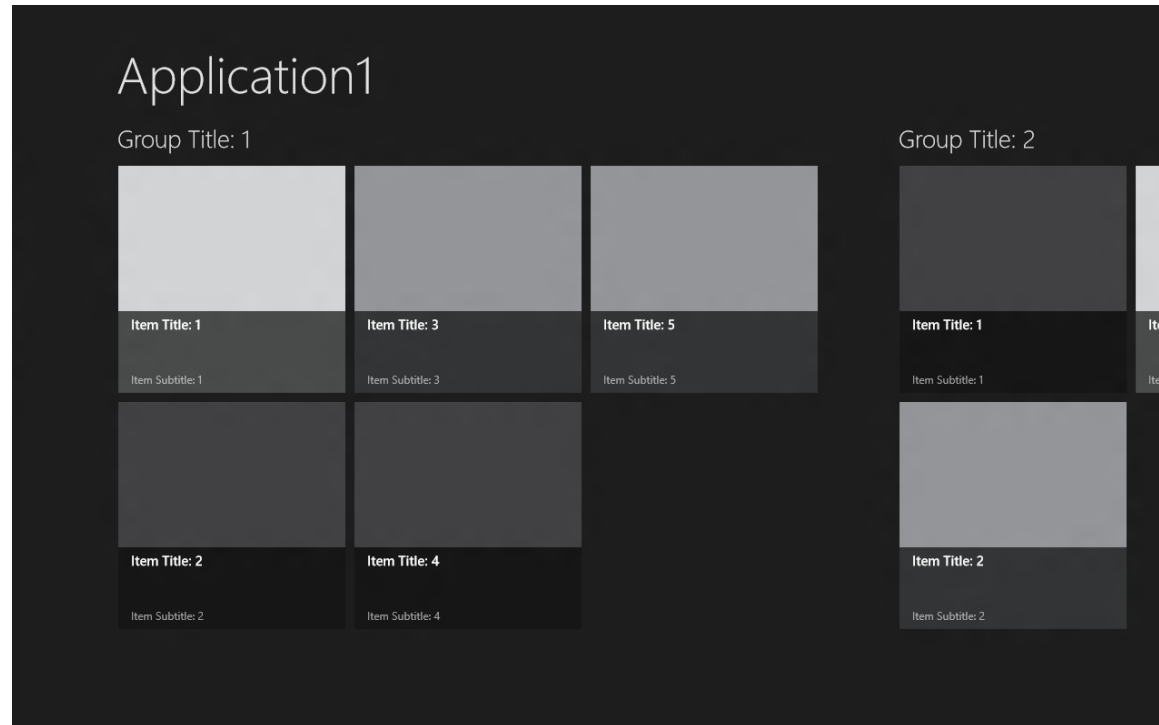 Application1
Group Title: 1
Item Title: 1
Item Subtitle: 1
Item Title: 3
Item Subtitle: 3
Item Title: 5
Item Subtitle: 5
Item Title: 2
Item Subtitle: 2
Item Title: 4
Item Subtitle: 4
Group Title: 2
Item Title: 1
Item Subtitle: 1
Item Title: 2
Item Subtitle: 2